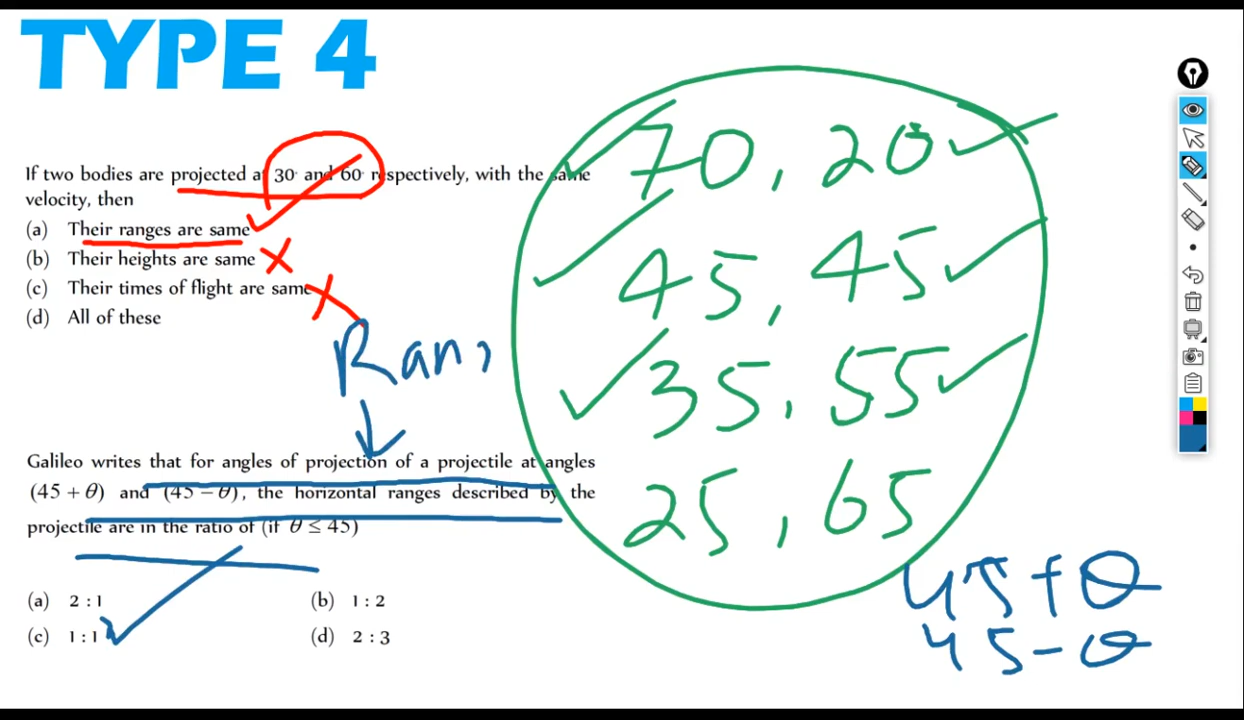 TYPE 4
If two bodies are projected at 30° and 60° respectively, with the same
velocity, then
(a) Their ranges are same
(b) Their heights are same
(c) Their times of flight are same
(d) All of these
Ran
Galileo writes that for angles of projection of a projectile at angles
(45 + θ) and (45 − θ), the horizontal ranges described by the
projectile are in the ratio of (if θ ≤ 45)
(a) 2 : 1
(b) 1 : 2
(c) 1 : 1
(d) 2 : 3
70, 20
45, 45
35, 55
25, 65
45 + θ
45 − θ